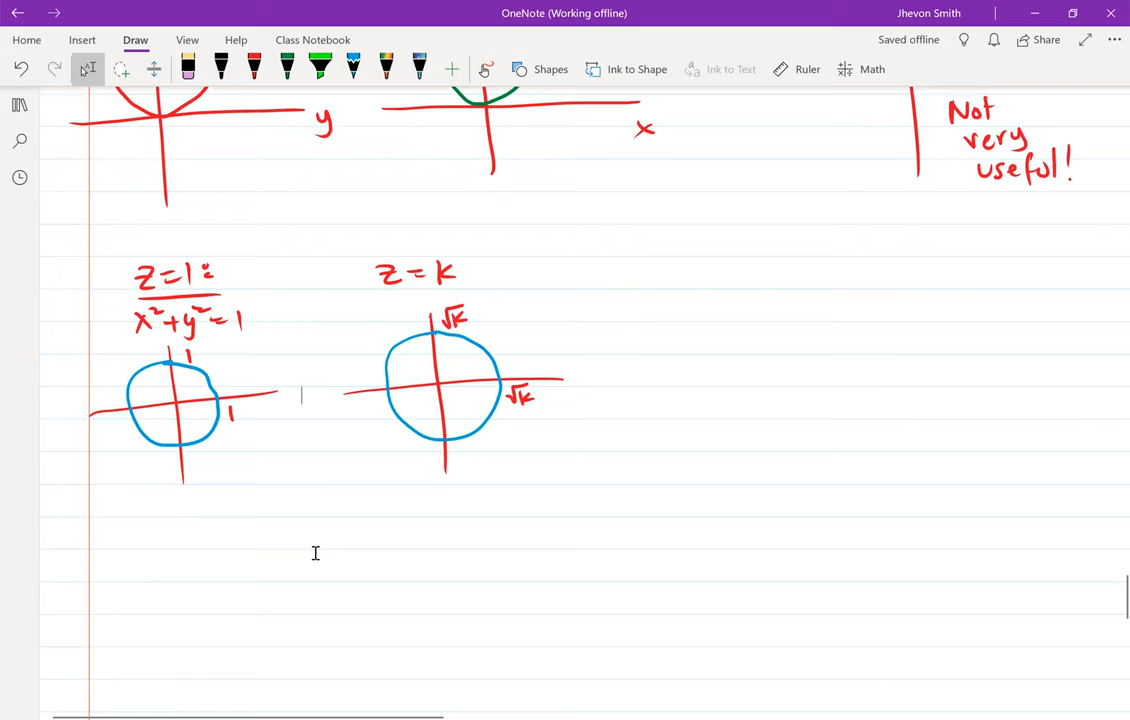 OneNote (Working offline)
Jhevon Smith
Home Insert Draw View Help Class Notebook
Saved offline
Share
Shapes
Ink to Shape
Ink to Text
Ruler
Math
y
x
Not
very
useful!
z=1:
x²+y²=1
1
1
z=k
√k
√k